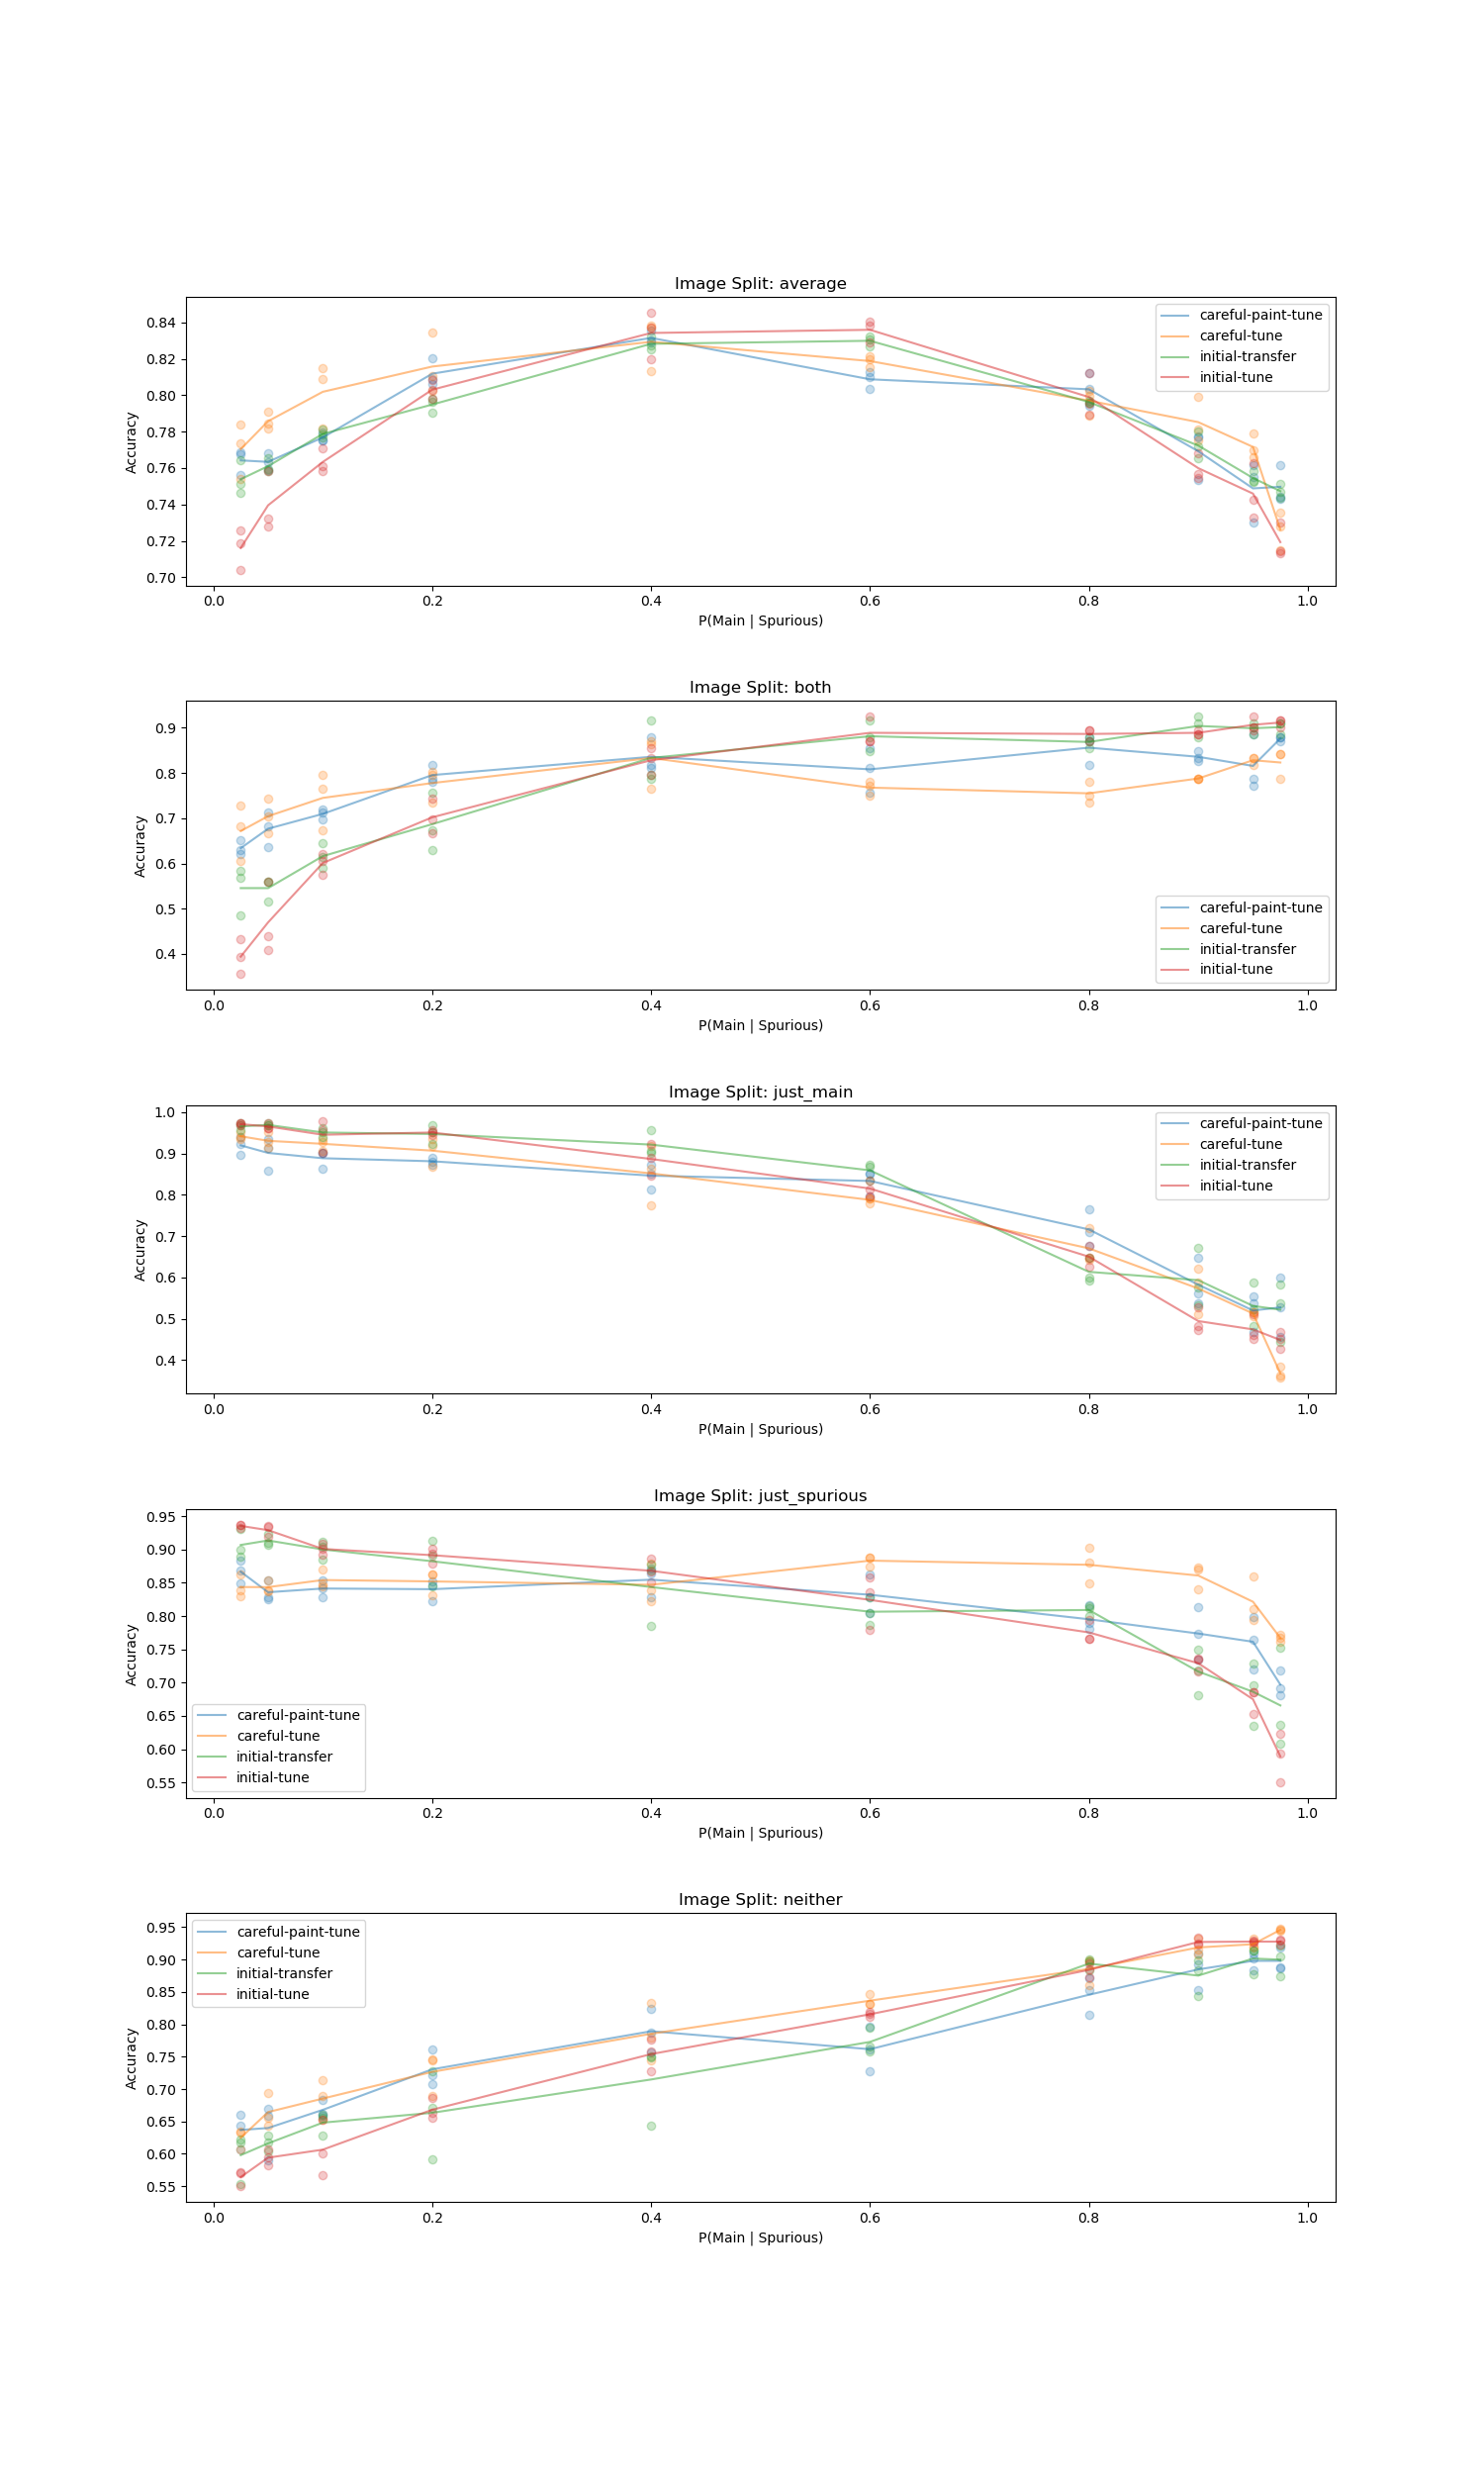 Image Split: average
Accuracy
0.84
0.82
0.80
0.78
0.76
0.74
0.72
0.70
careful-paint-tune
careful-tune
initial-transfer
initial-tune
0.0 0.2 0.4 0.6 0.8 1.0
P(Main | Spurious)
Image Split: both
Accuracy
0.9
0.8
0.7
0.6
0.5
0.4
careful-paint-tune
careful-tune
initial-transfer
initial-tune
0.0 0.2 0.4 0.6 0.8 1.0
P(Main | Spurious)
Image Split: just_main
Accuracy
1.0
0.9
0.8
0.7
0.6
0.5
0.4
careful-paint-tune
careful-tune
initial-transfer
initial-tune
0.0 0.2 0.4 0.6 0.8 1.0
P(Main | Spurious)
Image Split: just_spurious
Accuracy
0.95
0.90
0.85
0.80
0.75
0.70
0.65
0.60
0.55
careful-paint-tune
careful-tune
initial-transfer
initial-tune
0.0 0.2 0.4 0.6 0.8 1.0
P(Main | Spurious)
Image Split: neither
Accuracy
0.95
0.90
0.85
0.80
0.75
0.70
0.65
0.60
0.55
careful-paint-tune
careful-tune
initial-transfer
initial-tune
0.0 0.2 0.4 0.6 0.8 1.0
P(Main | Spurious)